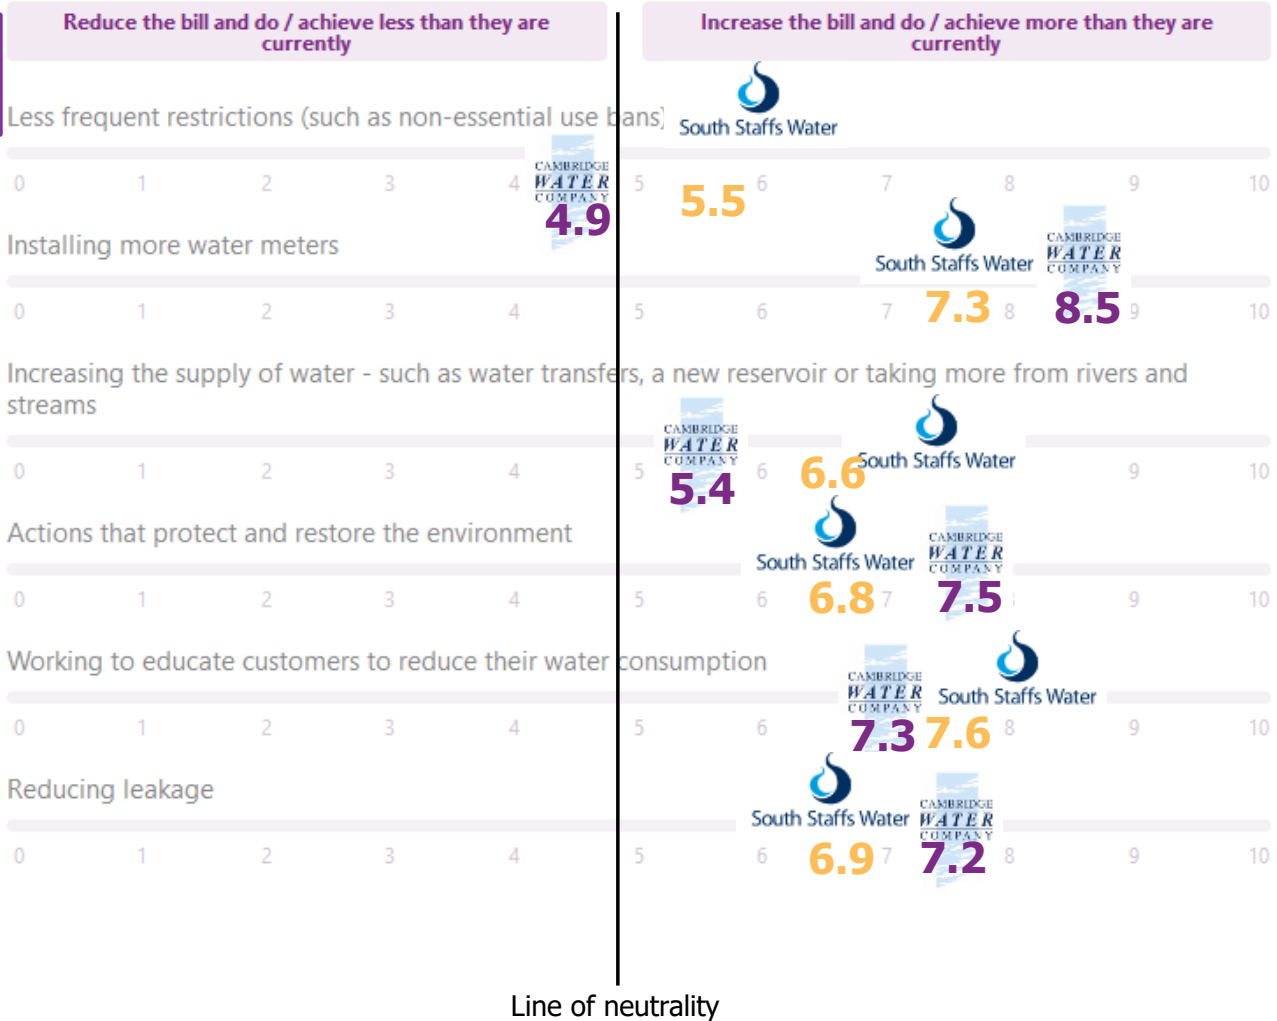 Reduce the bill and do / achieve less than they are
currently
Increase the bill and do / achieve more than they are
currently
Less frequent restrictions (such as non-essential use bans)
South Staffs Water
CAMBRIDGE
WATER
COMPANY
0 1 2 3 4 5 6 7 8 9 10
4.9 5.5
Installing more water meters
South Staffs Water
CAMBRIDGE
WATER
COMPANY
0 1 2 3 4 5 6 7 8 9 10
7.3 8.5
Increasing the supply of water - such as water transfers, a new reservoir or taking more from rivers and
streams
CAMBRIDGE
WATER
COMPANY
South Staffs Water
0 1 2 3 4 5 6 9 10
5.4 6.6
Actions that protect and restore the environment
South Staffs Water
CAMBRIDGE
WATER
COMPANY
0 1 2 3 4 5 6 7 9 10
6.8 7.5
Working to educate customers to reduce their water consumption
CAMBRIDGE
WATER
COMPANY
South Staffs Water
0 1 2 3 4 5 6 8 9 10
7.3 7.6
Reducing leakage
South Staffs Water
CAMBRIDGE
WATER
COMPANY
0 1 2 3 4 5 6 7 8 9 10
6.9 7.2
Line of neutrality